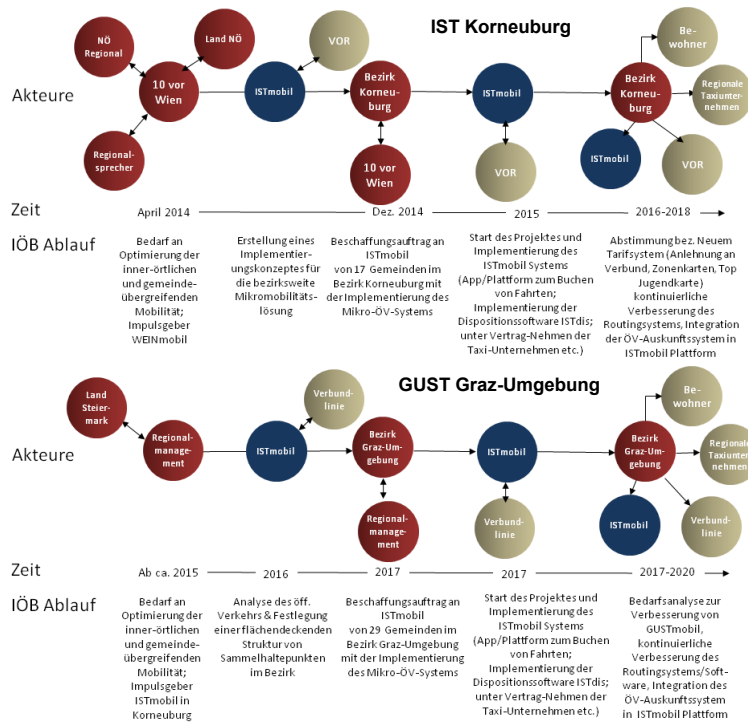 IST Korneuburg
NÖ
Regional
Land NÖ
10 vor
Wien
Regional-
sprecher
ISTmobil
VOR
Bezirk
Korneu-
burg
10 vor
Wien
ISTmobil
VOR
Bezirk
Korneu-
burg
Be-
wohner
Regionale
Taxiunter-
nehmen
ISTmobil
VOR
Akteure
Zeit
April 2014
Dez. 2014
2015
2016-2018
IÖB Ablauf
Bedarf an
Optimierung der
inner-örtlichen
und gemeinde-
übergreifenden
Mobilität;
Impulsgeber
WEINmobil
Erstellung eines
Implementier-
ungskonzeptes für
die bezirksweite
Mikromobilitäts-
lösung
Beschaffungsauftrag an
ISTmobil
von 17 Gemeinden im
Bezirk Korneuburg mit
der Implementierung des
Mikro-ÖV-Systems
Start des Projektes und
Implementierung des
ISTmobil Systems
(App/Plattform zum Buchen
von Fahrten;
Implementierung der
Dispositionssoftware ISTdis;
unter Vertrag-Nehmen der
Taxi-Unternehmen etc.)
Abstimmung bez. Neuem
Tarifsystem (Anlehnung an
Verbund, Zonenkarten, Top
Jugendkarte)
kontinuierliche
Verbesserung des
Routingsystems, Integration
der ÖV-Auskunftssystem in
ISTmobil Plattform
GUST Graz-Umgebung
Land
Steier-
mark
Regional-
manage-
ment
ISTmobil
Verbund-
linie
Bezirk
Graz-Um-
gebung
Regional-
manage-
ment
ISTmobil
Verbund-
linie
Bezirk
Graz-Um-
gebung
Be-
wohner
Regionale
Taxiunter-
nehmen
ISTmobil
Verbund-
linie
Akteure
Zeit
Ab ca. 2015
2016
2017
2017
2017-2020
IÖB Ablauf
Bedarf an
Optimierung der
inner-örtlichen
und gemeinde-
übergreifenden
Mobilität;
Impulsgeber
ISTmobil in
Korneuburg
Analyse des öff.
Verkehrs & Festlegung
einer flächendeckenden
Struktur von
Sammelhaltepunkten
im Bezirk
Beschaffungsauftrag an
ISTmobil
von 29 Gemeinden im
Bezirk Graz-Umgebung
mit der Implementierung
des Mikro-ÖV-Systems
Start des Projektes und
Implementierung des
ISTmobil Systems
(App/Plattform zum Buchen
von Fahrten;
Implementierung der
Dispositionssoftware ISTdis;
unter Vertrag-Nehmen der
Taxi-Unternehmen etc.)
Bedarfsanalyse zur
Verbesserung von
GUSTmobil,
kontinuierliche
Verbesserung des
Routingsystems/Soft-
ware, Integration des
ÖV-Auskunftssystem
in ISTmobil Plattform